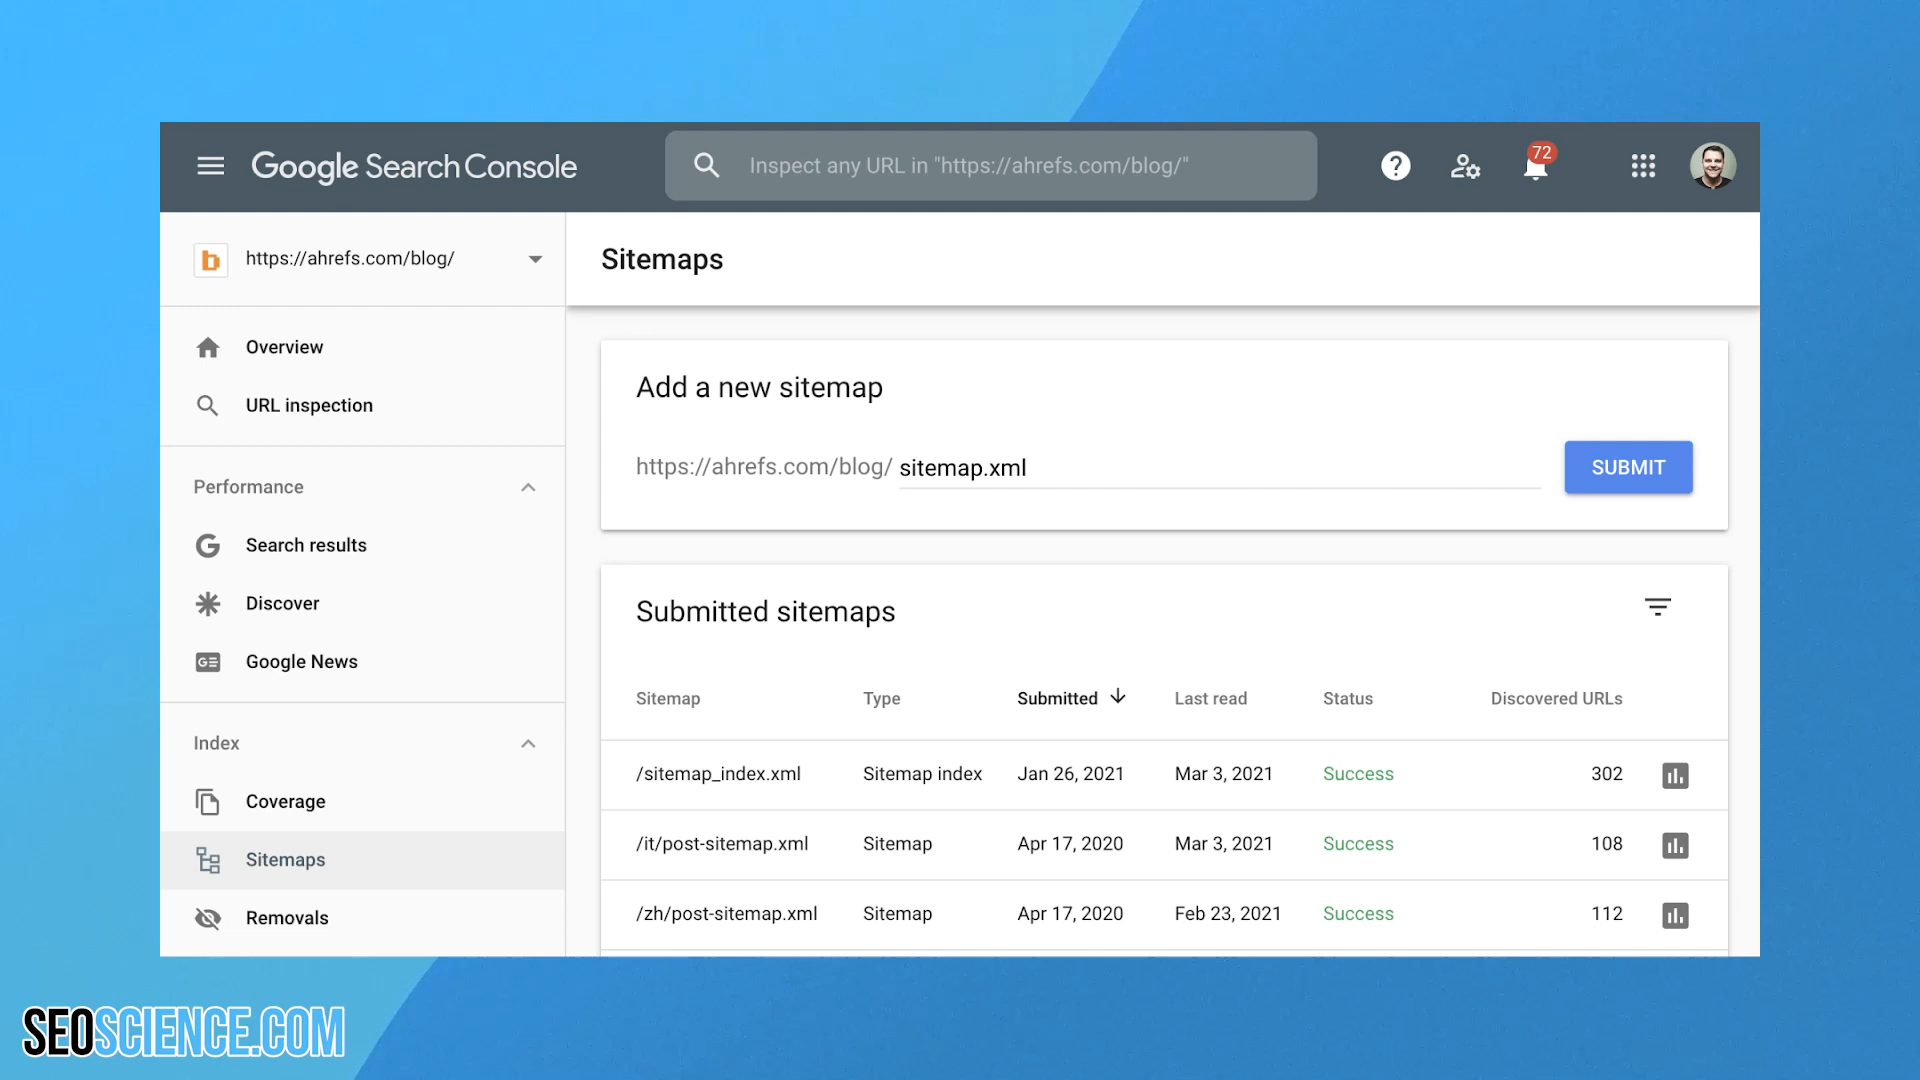 Google Search Console
Inspect any URL in "https://ahrefs.com/blog/"
72
https://ahrefs.com/blog/
Overview
URL inspection
Performance
Search results
Discover
Google News
Index
Coverage
Sitemaps
Removals
Sitemaps
Add a new sitemap
https://ahrefs.com/blog/ sitemap.xml
SUBMIT
Submitted sitemaps
Sitemap Type Submitted Last read Status Discovered URLs
/sitemap_index.xml Sitemap index Jan 26, 2021 Mar 3, 2021 Success 302
/it/post-sitemap.xml Sitemap Apr 17, 2020 Mar 3, 2021 Success 108
/zh/post-sitemap.xml Sitemap Apr 17, 2020 Feb 23, 2021 Success 112
SEOSCIENCE.COM